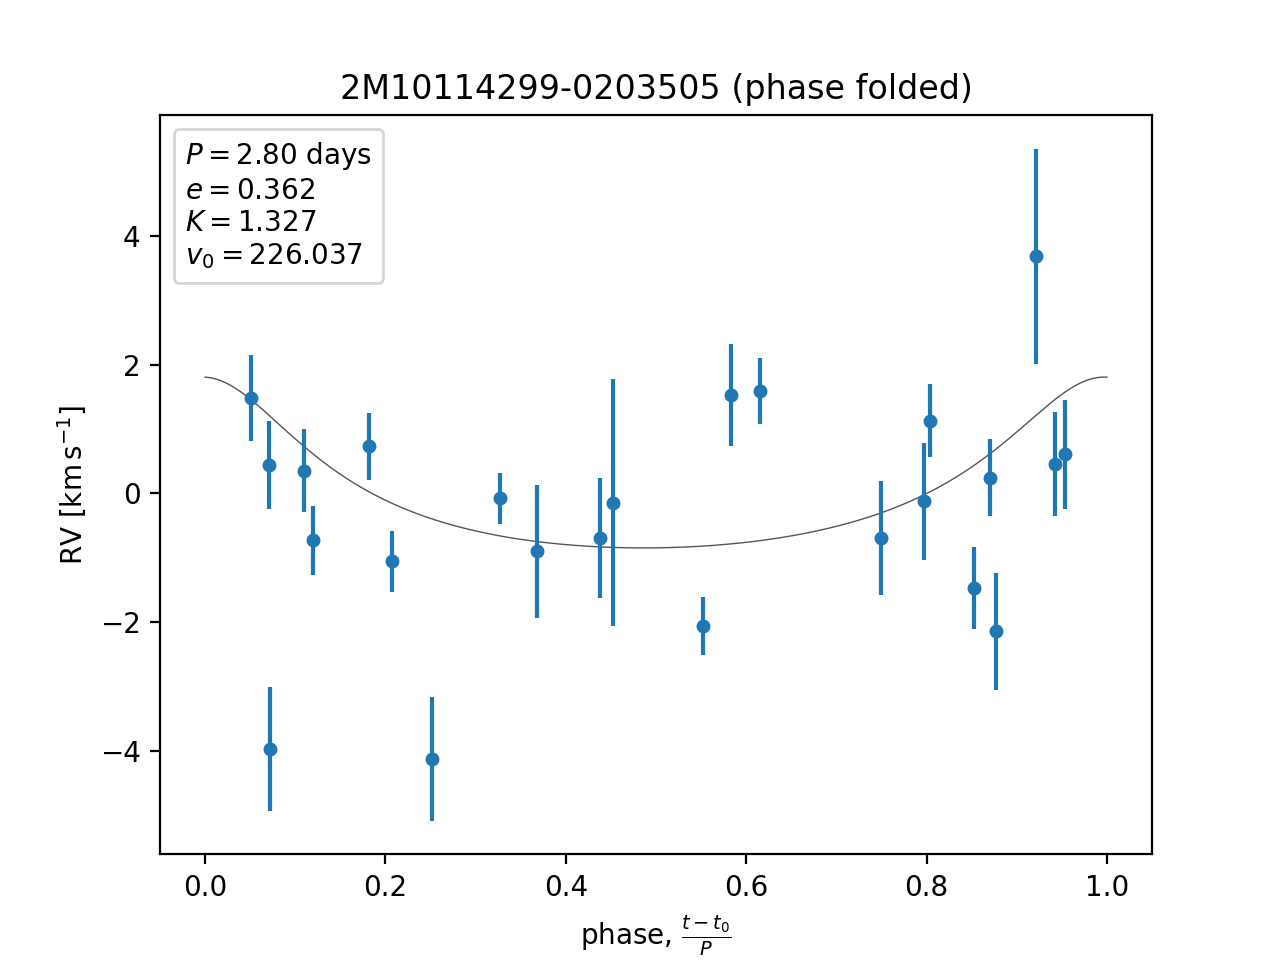 2M10114299-0203505 (phase folded)
P = 2.80 days
e = 0.362
K = 1.327
v₀ = 226.037
RV [km s⁻¹]
4
2
0
−2
−4
0.0 0.2 0.4 0.6 0.8 1.0
phase, (t − t₀)/P